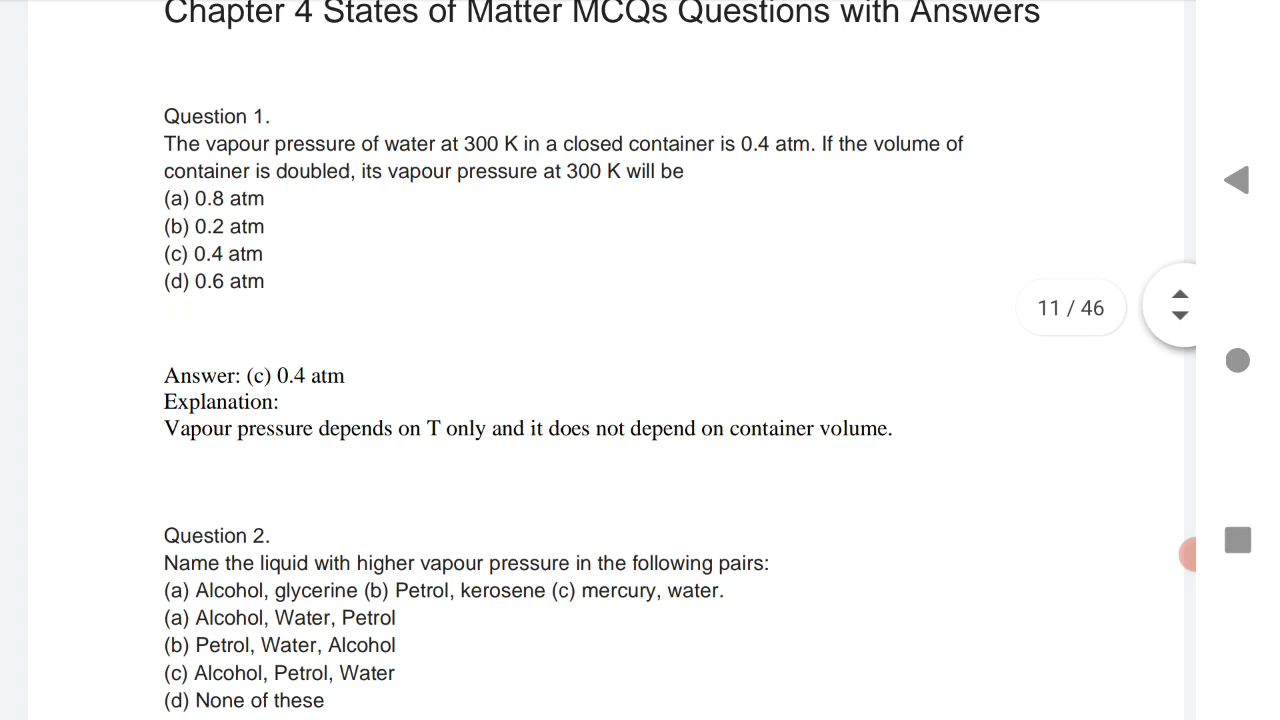 Chapter 4 States of Matter MCQs Questions with Answers
Question 1.
The vapour pressure of water at 300 K in a closed container is 0.4 atm. If the volume of
container is doubled, its vapour pressure at 300 K will be
(a) 0.8 atm
(b) 0.2 atm
(c) 0.4 atm
(d) 0.6 atm
11 / 46
Answer: (c) 0.4 atm
Explanation:
Vapour pressure depends on T only and it does not depend on container volume.
Question 2.
Name the liquid with higher vapour pressure in the following pairs:
(a) Alcohol, glycerine (b) Petrol, kerosene (c) mercury, water.
(a) Alcohol, Water, Petrol
(b) Petrol, Water, Alcohol
(c) Alcohol, Petrol, Water
(d) None of these